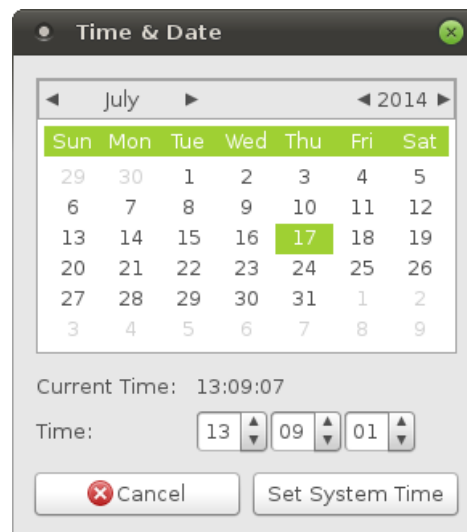 Time & Date
July 2014
Sun Mon Tue Wed Thu Fri Sat
29 30 1 2 3 4 5
6 7 8 9 10 11 12
13 14 15 16 17 18 19
20 21 22 23 24 25 26
27 28 29 30 31 1 2
3 4 5 6 7 8 9
Current Time: 13:09:07
Time: 13 09 01
Cancel Set System Time